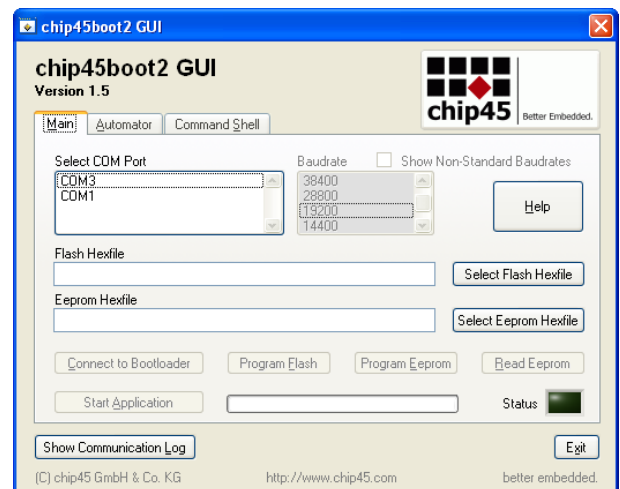 chip45boot2 GUI
chip45boot2 GUI
Version 1.5
chip45 Better Embedded.
Main Automator Command Shell
Select COM Port Baudrate Show Non-Standard Baudrates
COM3 38400
COM1 28800
19200
14400
Help
Flash Hexfile
Select Flash Hexfile
Eeprom Hexfile
Select Eeprom Hexfile
Connect to Bootloader Program Flash Program Eeprom Read Eeprom
Start Application Status
Show Communication Log Exit
(C) chip45 GmbH & Co. KG http://www.chip45.com better embedded.